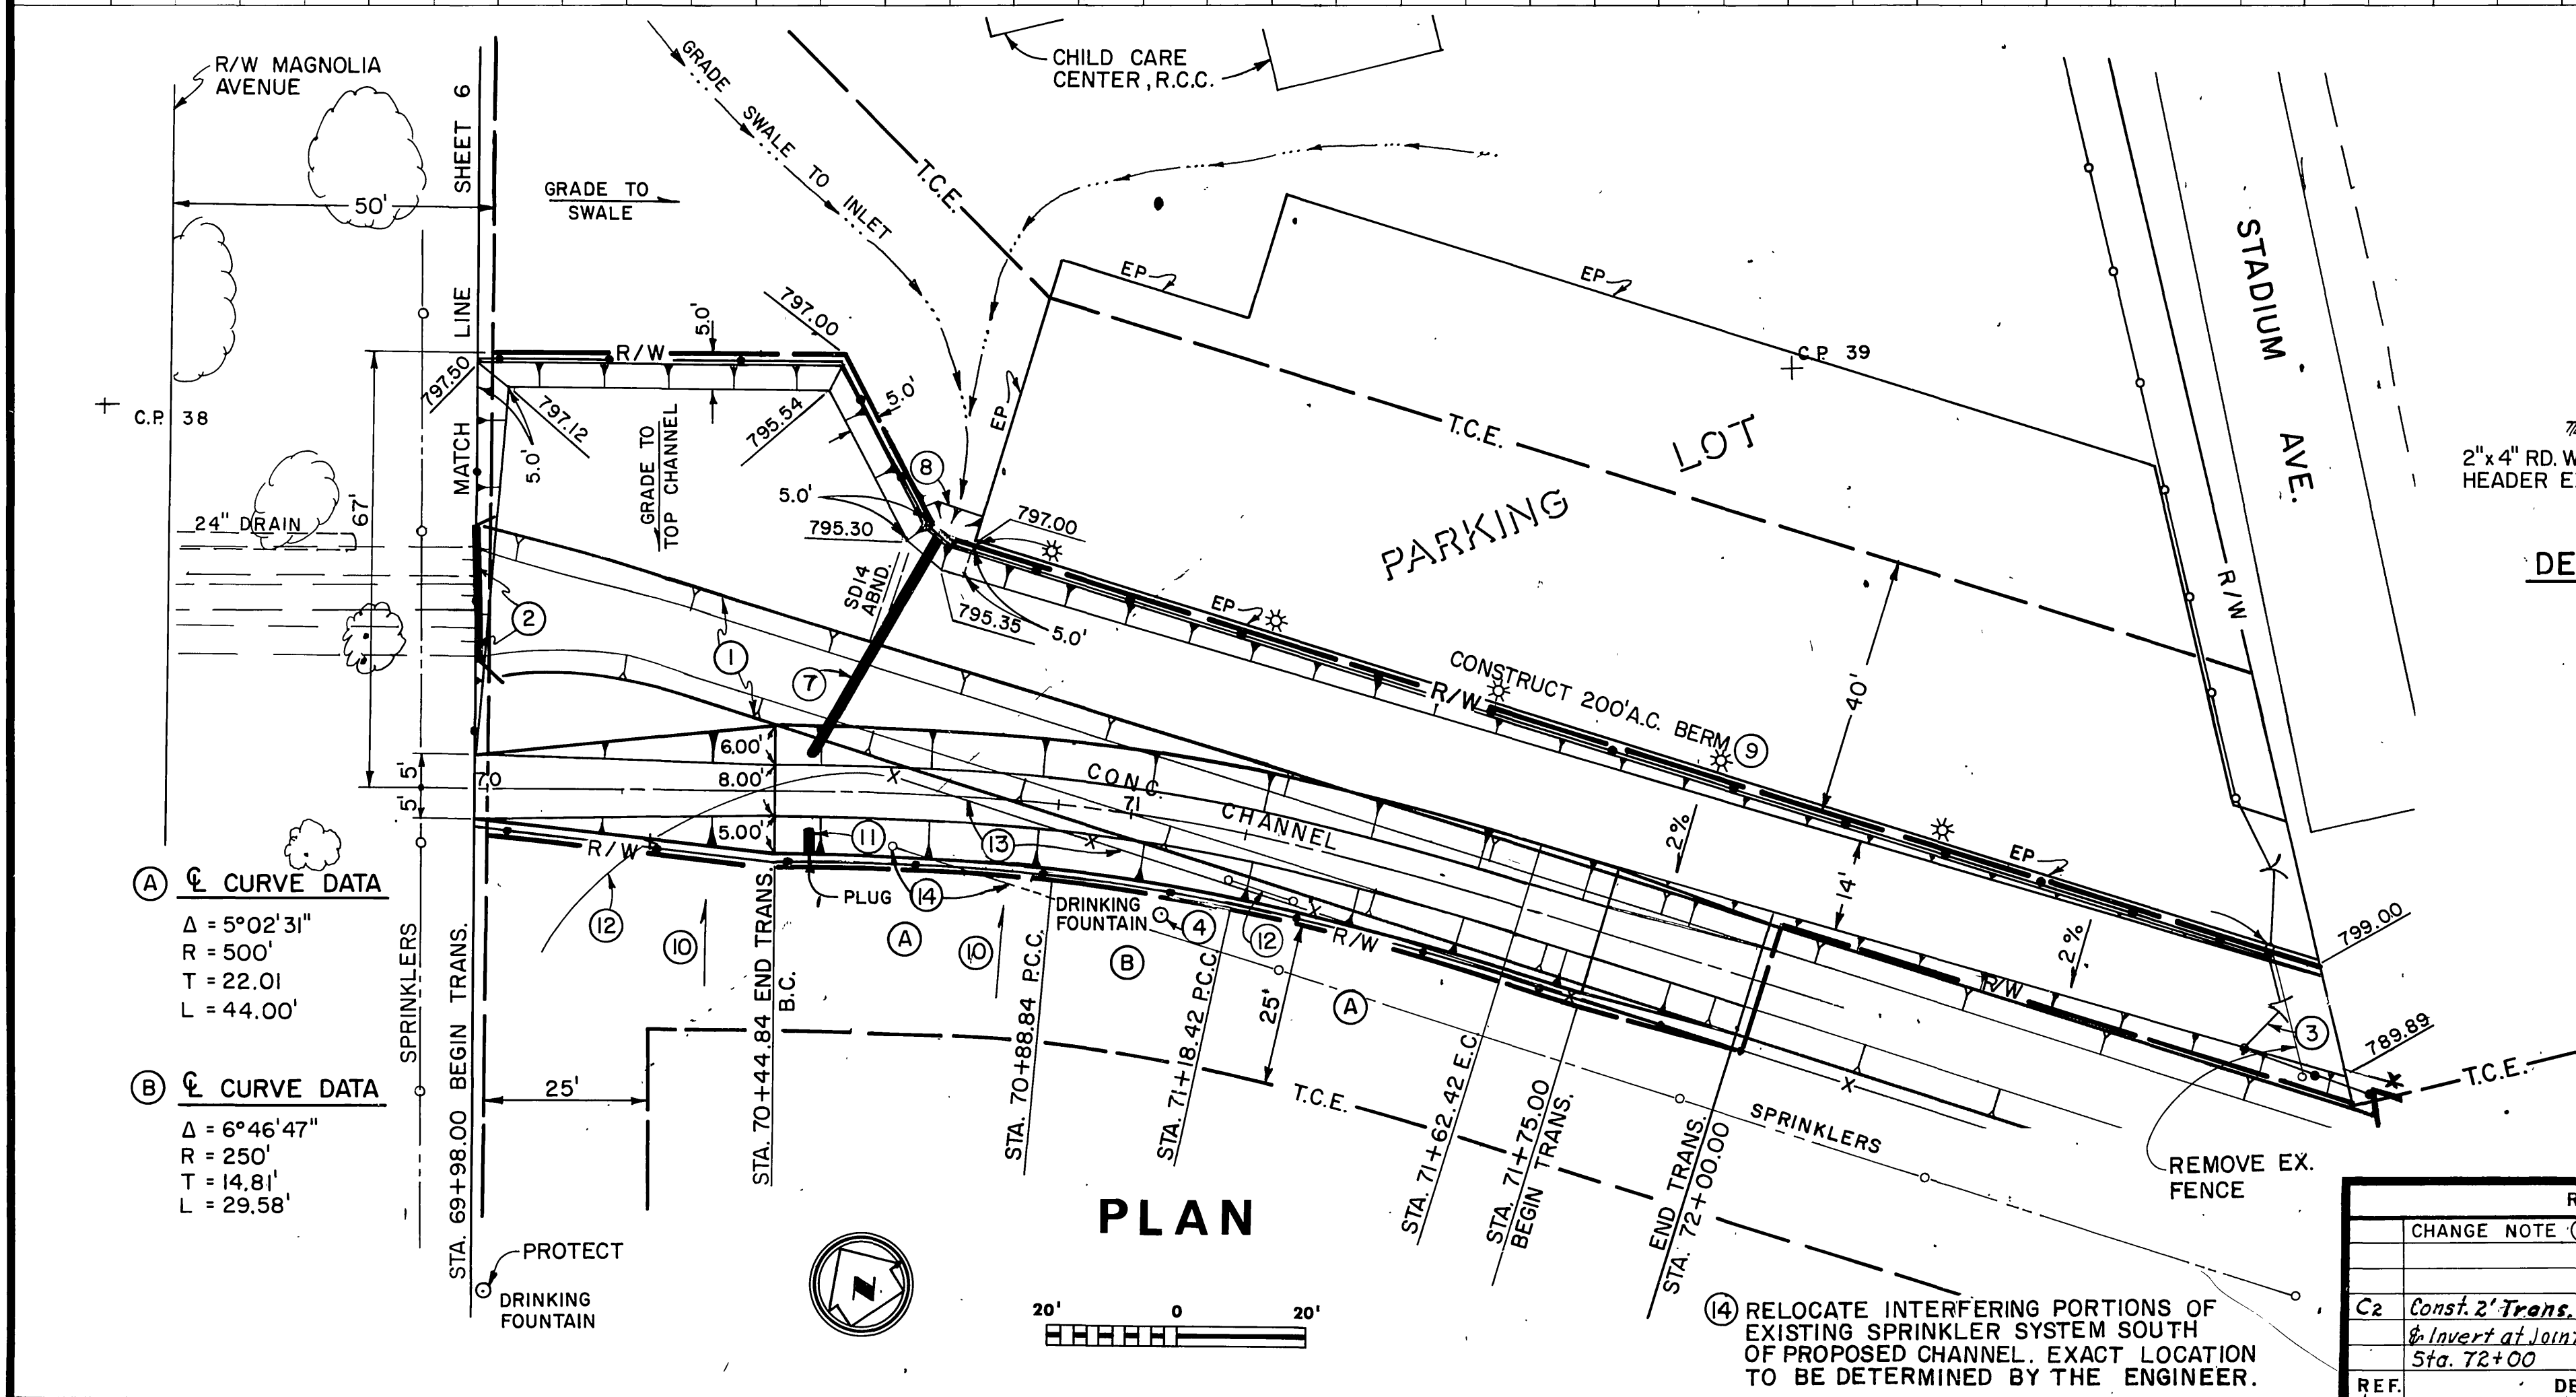 R/W MAGNOLIA
AVENUE
MATCH LINE SHEET 6
50'
GRADE TO
SWALE
GRADE SWALE TO INLET
T.C.E.
CHILD CARE
CENTER, R.C.C.
EP
EP
EP
C.P. 39
C.P. 38
STADIUM AVE.
R/W
2"x4" RD. W
HEADER E
DE
797.50
797.12
5.0'
R/W
5.0'
797.00
795.54
5.0'
GRADE TO
TOP CHANNEL
8
5.0'
795.30
797.00
67'
24" DRAIN
SD14
ABND.
795.35
5.0'
EP
T.C.E.
PARKING LOT
2
1
7
CONSTRUCT 200' A.C. BERM 9
R/W
40'
6.00'
8.00'
5.00'
70
5'
5'
CONC. CHANNEL
71
X
X
X
X
X
R/W
11
13
PLUG
14
12
10
A
10
B
DRINKING
FOUNTAIN
4
12
R/W
A
25'
2%
14'
2%
EP
R/W
799.00
789.89
3
T.C.E.
REMOVE EX.
FENCE
A ℄ CURVE DATA
Δ = 5°02'31"
R = 500'
T = 22.01
L = 44.00'
B ℄ CURVE DATA
Δ = 6°46'47"
R = 250'
T = 14.81'
L = 29.58'
SPRINKLERS
STA. 69+98.00 BEGIN TRANS.
25'
STA. 70+44.84 END TRANS.
B.C.
STA. 70+88.84 P.C.C.
STA. 71+18.42 P.C.C.
T.C.E.
STA. 71+62.42 E.C.
STA. 71+75.00
BEGIN TRANS.
END TRANS.
STA. 72+00.00
SPRINKLERS
PROTECT
DRINKING
FOUNTAIN
PLAN
N
20' 0 20'
14 RELOCATE INTERFERING PORTIONS OF
EXISTING SPRINKLER SYSTEM SOUTH
OF PROPOSED CHANNEL. EXACT LOCATION
TO BE DETERMINED BY THE ENGINEER.
CHANGE NOTE
C2 Const. 2' Trans.
& Invert at Join
Sta. 72+00
REF. DE